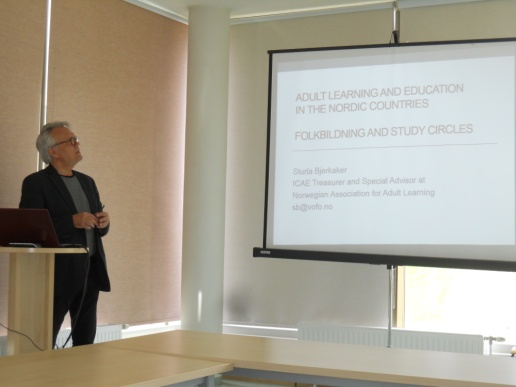 ADULT LEARNING AND EDUCATION
IN THE NORDIC COUNTRIES
FOLKBILDNING AND STUDY CIRCLES
Sturla Bjerkaker
ICAE Treasurer and Special Advisor at
Norwegian Association for Adult Learning
sb@vofo.no